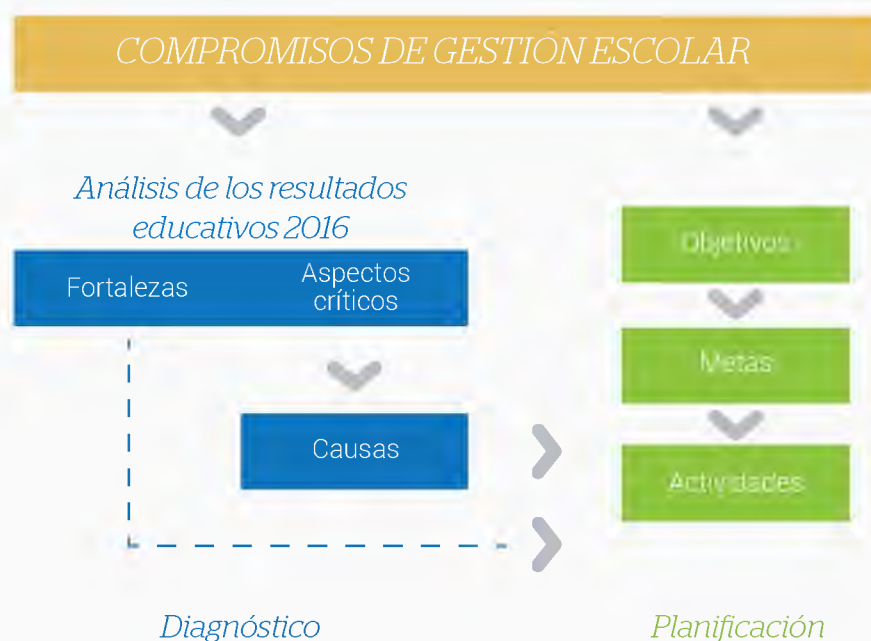 COMPROMISOS DE GESTIÓN ESCOLAR
Análisis de los resultados
educativos 2016
Fortalezas
Aspectos
críticos
Causas
Objetivos
Metas
Actividades
Diagnóstico
Planificación